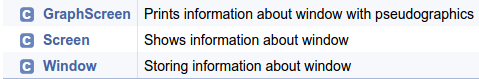 C GraphScreen Prints information about window with pseudographics
C Screen Shows information about window
C Window Storing information about window